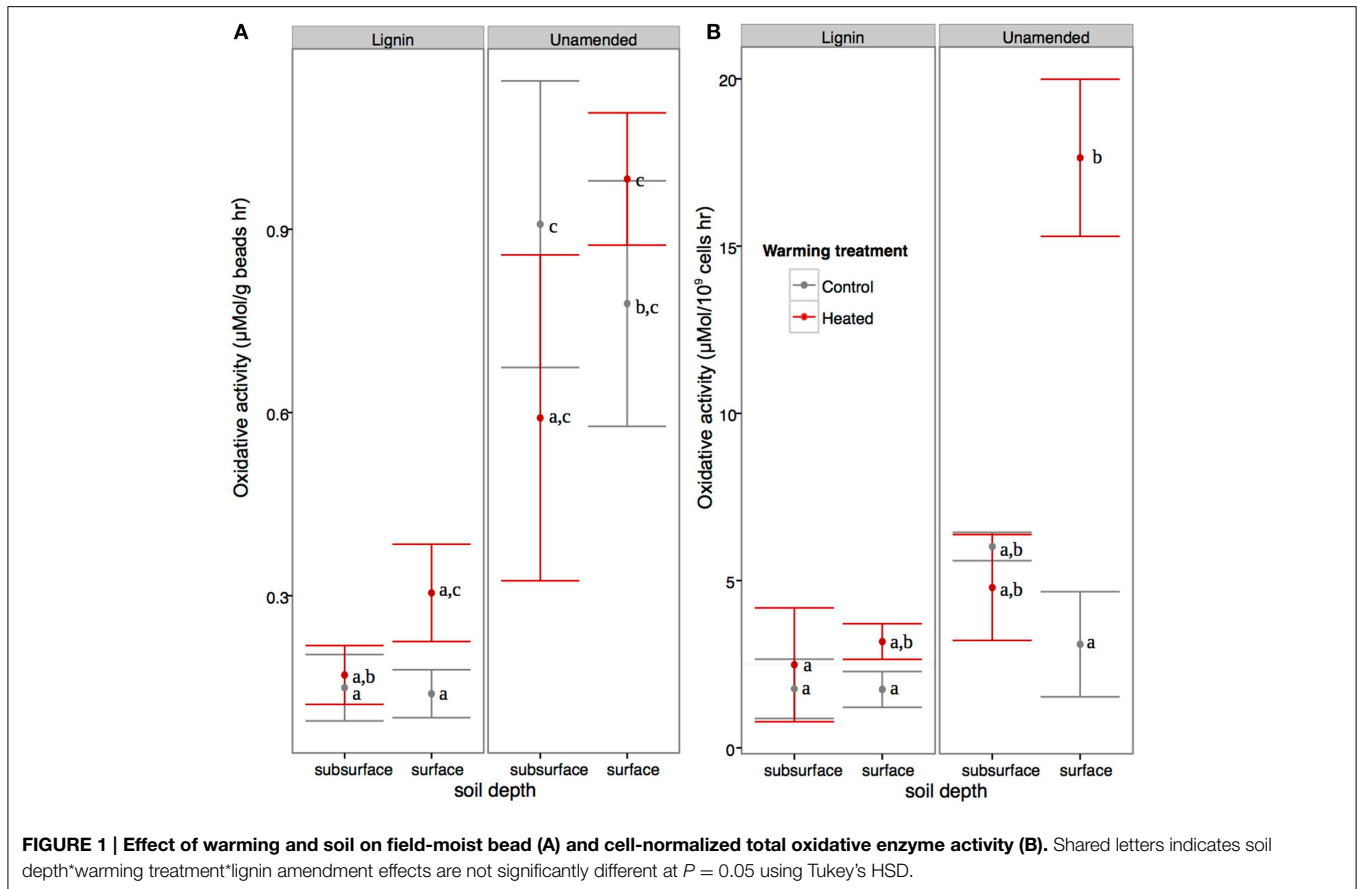 A
Lignin
Unamended
Oxidative activity (µMol/g beads hr)
0.9
0.6
0.3
c
c
b,c
a,c
a,c
a,b
a
a
subsurface
surface
subsurface
surface
soil depth
B
Lignin
Unamended
Oxidative activity (µMol/10⁹ cells hr)
20
15
10
5
0
Warming treatment
Control
Heated
b
a,b
a,b
a
a,b
a
a
a
subsurface
surface
subsurface
surface
soil depth
FIGURE 1 | Effect of warming and soil on field-moist bead (A) and cell-normalized total oxidative enzyme activity (B). Shared letters indicates soil
depth*warming treatment*lignin amendment effects are not significantly different at P = 0.05 using Tukey's HSD.